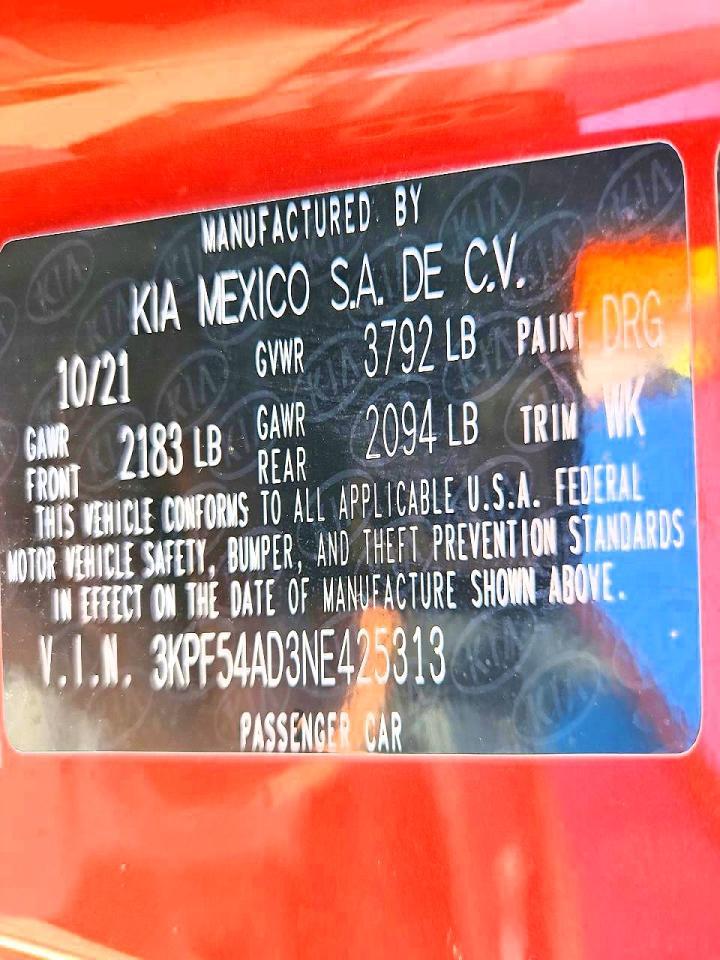 MANUFACTURED BY
KIA MEXICO S.A. DE C.V.
10/21 GVWR 3792 LB PAINT DRG
GAWR FRONT 2183 LB GAWR REAR 2094 LB TRIM WK
THIS VEHICLE CONFORMS TO ALL APPLICABLE U.S.A. FEDERAL
MOTOR VEHICLE SAFETY, BUMPER, AND THEFT PREVENTION STANDARDS
IN EFFECT ON THE DATE OF MANUFACTURE SHOWN ABOVE.
V.I.N. 3KPF54AD3NE425313
PASSENGER CAR